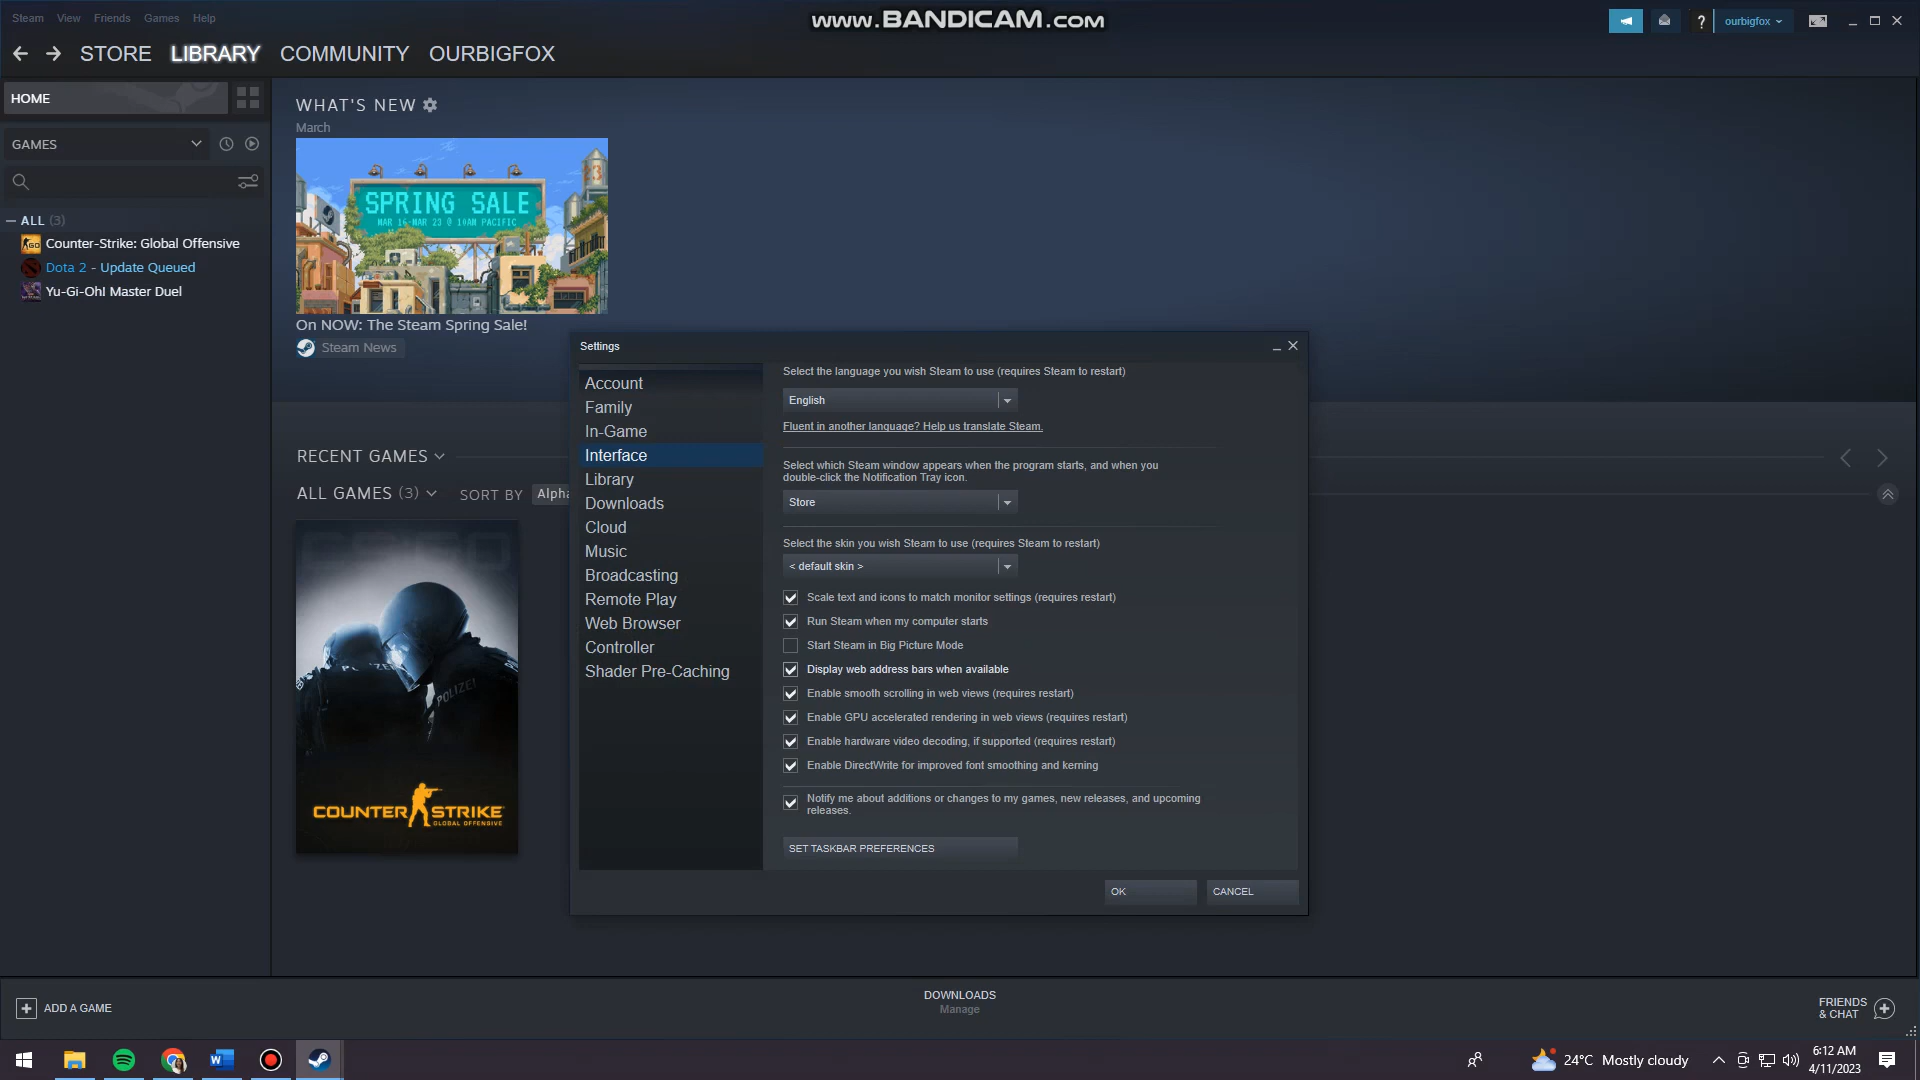 Steam View Friends Games Help
www.BANDICAM.com
?
ourbigfox
STORE LIBRARY COMMUNITY OURBIGFOX
HOME
WHAT'S NEW
March
GAMES
SPRING SALE
MAR 16-MAR 23 @ 10AM PACIFIC
ALL (3)
Counter-Strike: Global Offensive
Dota 2 - Update Queued
Yu-Gi-Oh! Master Duel
On NOW: The Steam Spring Sale!
Steam News
RECENT GAMES
ALL GAMES (3) SORT BY Alpha
POLIZEI
COUNTER STRIKE
GLOBAL OFFENSIVE
Settings
Account
Family
In-Game
Interface
Library
Downloads
Cloud
Music
Broadcasting
Remote Play
Web Browser
Controller
Shader Pre-Caching
Select the language you wish Steam to use (requires Steam to restart)
English
Fluent in another language? Help us translate Steam.
Select which Steam window appears when the program starts, and when you
double-click the Notification Tray icon.
Store
Select the skin you wish Steam to use (requires Steam to restart)
< default skin >
Scale text and icons to match monitor settings (requires restart)
Run Steam when my computer starts
Start Steam in Big Picture Mode
Display web address bars when available
Enable smooth scrolling in web views (requires restart)
Enable GPU accelerated rendering in web views (requires restart)
Enable hardware video decoding, if supported (requires restart)
Enable DirectWrite for improved font smoothing and kerning
Notify me about additions or changes to my games, new releases, and upcoming
releases.
SET TASKBAR PREFERENCES
OK CANCEL
ADD A GAME
DOWNLOADS
Manage
FRIENDS
& CHAT
24°C Mostly cloudy
6:12 AM
4/11/2023